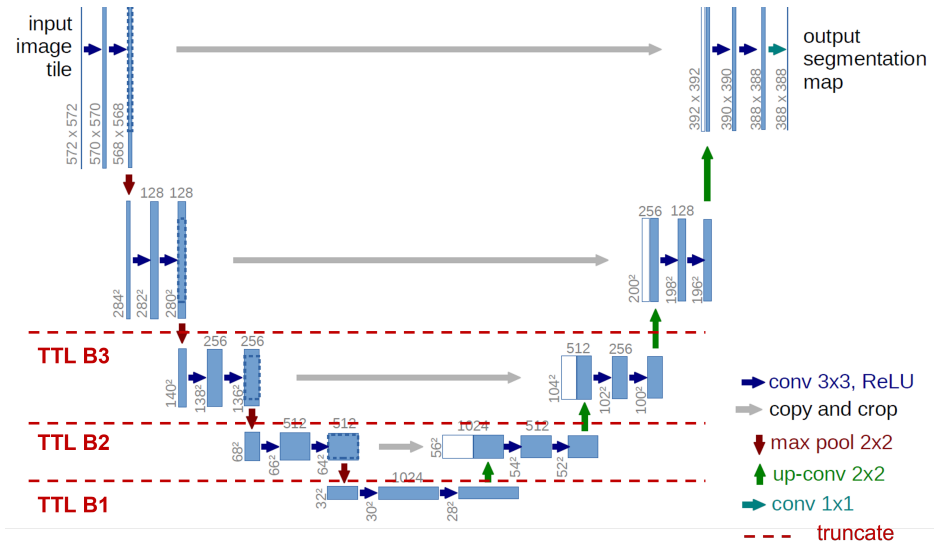 input
image
tile
572 x 572
570 x 570
568 x 568
392 x 392
390 x 390
388 x 388
388 x 388
output
segmentation
map
128 128
284²
282²
280²
256 128
200²
198²
196²
TTL B3
256 256
140²
138²
136²
512 256
104²
102²
100²
TTL B2
512 512
68²
66²
64²
1024 512
56²
54²
52²
TTL B1
1024
32²
30²
28²
conv 3x3, ReLU
copy and crop
max pool 2x2
up-conv 2x2
conv 1x1
truncate